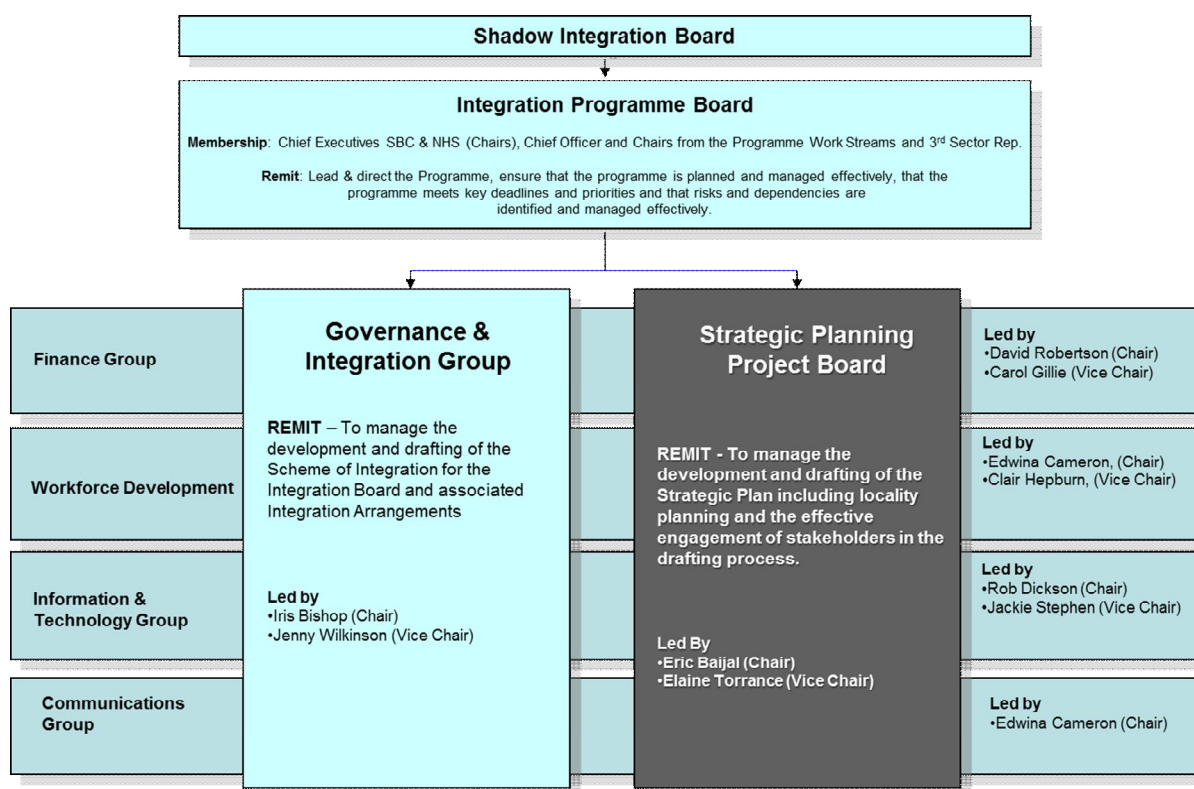 Shadow Integration Board
Integration Programme Board
Membership: Chief Executives SBC & NHS (Chairs), Chief Officer and Chairs from the Programme Work Streams and 3rd Sector Rep.
Remit: Lead & direct the Programme, ensure that the programme is planned and managed effectively, that the
programme meets key deadlines and priorities and that risks and dependencies are
identified and managed effectively.
Finance Group
Workforce Development
Information &
Technology Group
Communications
Group
Governance &
Integration Group
REMIT – To manage the
development and drafting of the
Scheme of Integration for the
Integration Board and associated
Integration Arrangements
Led by
•Iris Bishop (Chair)
•Jenny Wilkinson (Vice Chair)
Strategic Planning
Project Board
REMIT - To manage the
development and drafting of the
Strategic Plan including locality
planning and the effective
engagement of stakeholders in the
drafting process.
Led By
•Eric Baijal (Chair)
•Elaine Torrance (Vice Chair)
Led by
•David Robertson (Chair)
•Carol Gillie (Vice Chair)
Led by
•Edwina Cameron, (Chair)
•Clair Hepburn, (Vice Chair)
Led by
•Rob Dickson (Chair)
•Jackie Stephen (Vice Chair)
Led by
•Edwina Cameron (Chair)